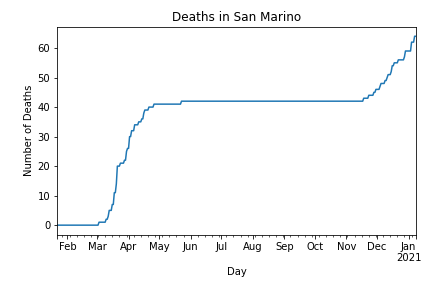 Deaths in San Marino
Number of Deaths
60
50
40
30
20
10
0
Feb Mar Apr May Jun Jul Aug Sep Oct Nov Dec Jan
2021
Day